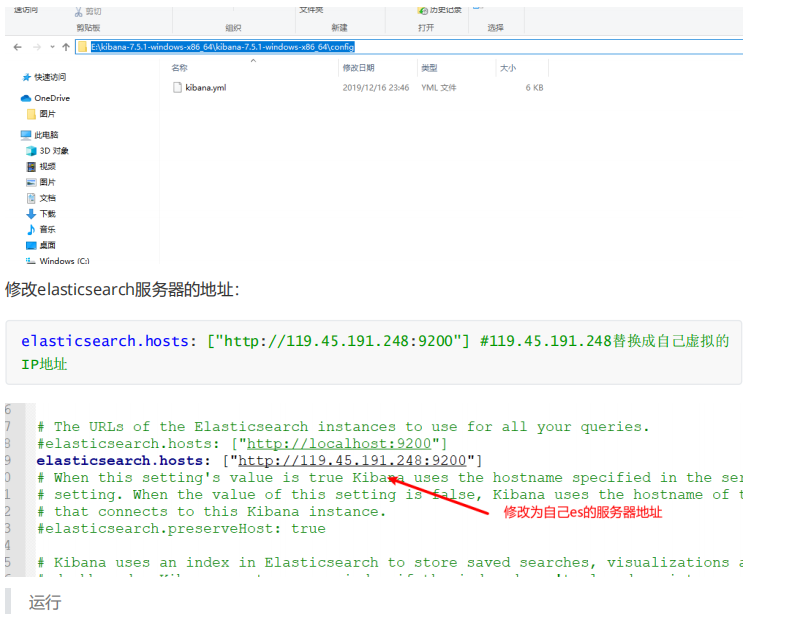 速访问
剪切
文件夹
历史记录
剪贴板
组织
新建
打开
选择
E:\kibana-7.5.1-windows-x86_64\kibana-7.5.1-windows-x86_64\config
快速访问
OneDrive
图片
此电脑
3D 对象
视频
图片
文档
下载
音乐
桌面
Windows (C:)
名称
修改日期
类型
大小
kibana.yml
2019/12/16 23:46
YML 文件
6 KB
修改elasticsearch服务器的地址：
elasticsearch.hosts: ["http://119.45.191.248:9200"] #119.45.191.248替换成自己虚拟的
IP地址
6
7 # The URLs of the Elasticsearch instances to use for all your queries.
8 #elasticsearch.hosts: ["http://localhost:9200"]
9 elasticsearch.hosts: ["http://119.45.191.248:9200"]
0 # When this setting's value is true Kibana uses the hostname specified in the ser
1 # setting. When the value of this setting is false, Kibana uses the hostname of t
2 # that connects to this Kibana instance.
修改为自己es的服务器地址
3 #elasticsearch.preserveHost: true
4
5 # Kibana uses an index in Elasticsearch to store saved searches, visualizations a
运行